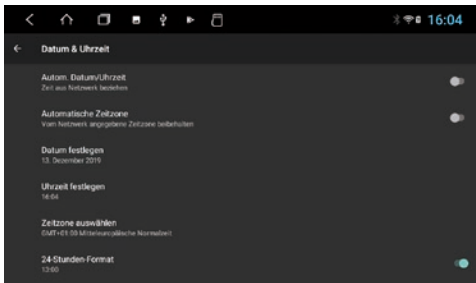 16:04
Datum & Uhrzeit
Autom. Datum/Uhrzeit
Zeit aus Netzwerk beziehen
Automatische Zeitzone
Vom Netzwerk angegebene Zeitzone beibehalten
Datum festlegen
13. Dezember 2019
Uhrzeit festlegen
16:04
Zeitzone auswählen
GMT+01:00 Mitteleuropäische Normalzeit
24-Stunden-Format
13:00